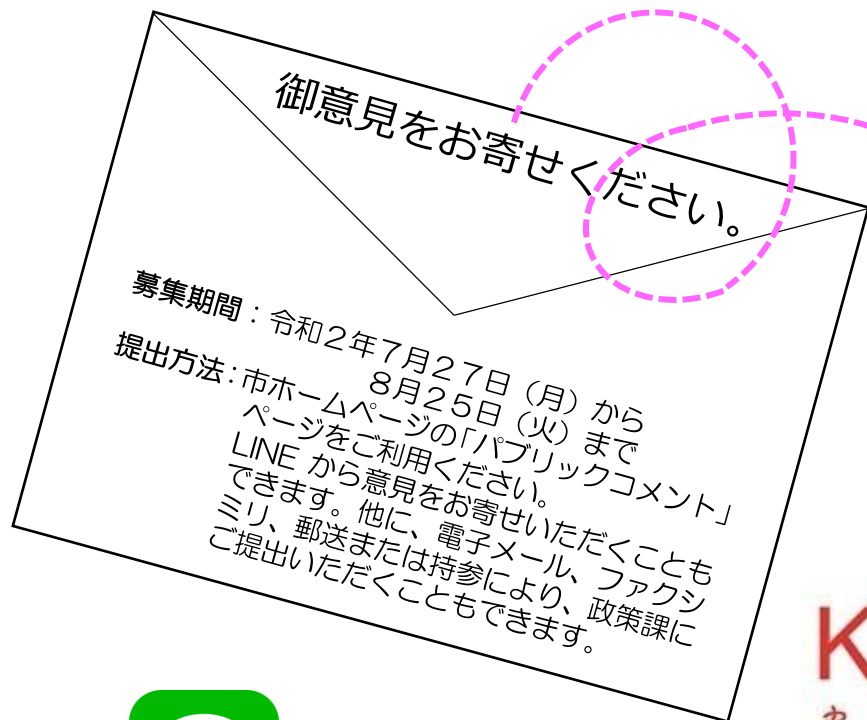 御意見をお寄せください。
募集期間：令和２年７月２７日（月）から
８月２５日（火）まで
提出方法：市ホームページの「パブリックコメント」
ページをご利用ください。
LINE から意見をお寄せいただくことも
できます。他に、電子メール、ファクシ
ミリ、郵送または持参により、政策課に
ご提出いただくこともできます。
K